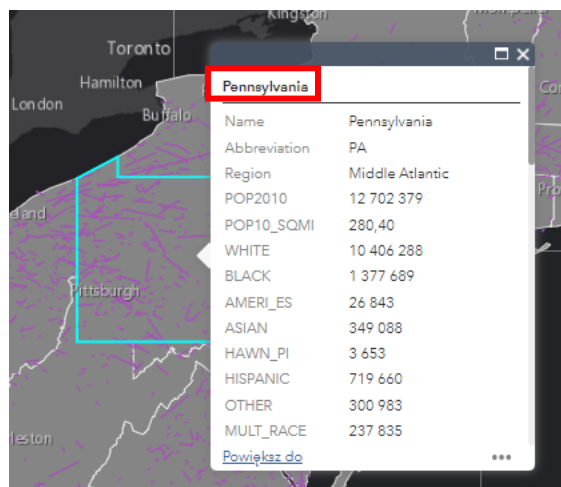 Kingston
Toronto
Hamilton
London
Buffalo
Pittsburgh
Pennsylvania
Name Pennsylvania
Abbreviation PA
Region Middle Atlantic
POP2010 12 702 379
POP10_SQMI 280,40
WHITE 10 406 288
BLACK 1 377 689
AMERI_ES 26 843
ASIAN 349 088
HAWN_PI 3 653
HISPANIC 719 660
OTHER 300 983
MULT_RACE 237 835
Powiększ do